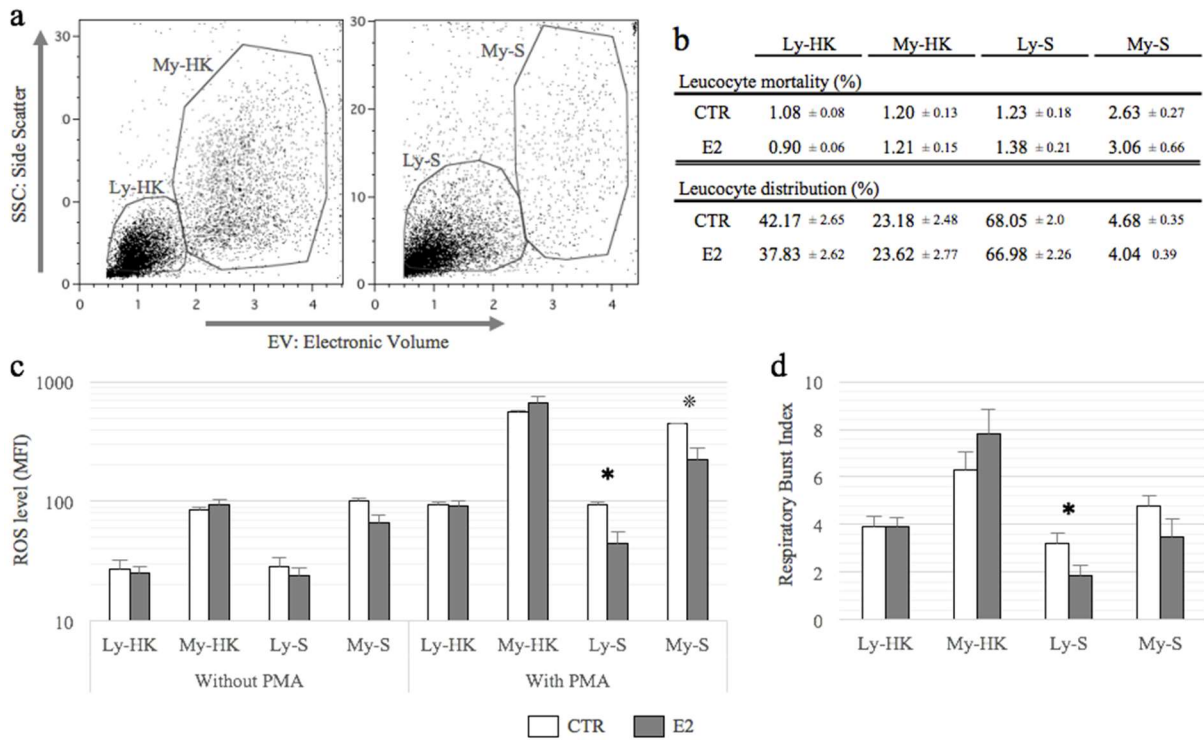 a
SSC: Side Scatter
30
0
0
0
0
1
2
3
4
My-HK
Ly-HK
30
20
10
0
0
1
2
3
4
My-S
Ly-S
EV: Electronic Volume
b
Ly-HK My-HK Ly-S My-S
Leucocyte mortality (%)
CTR 1.08 ± 0.08 1.20 ± 0.13 1.23 ± 0.18 2.63 ± 0.27
E2 0.90 ± 0.06 1.21 ± 0.15 1.38 ± 0.21 3.06 ± 0.66
Leucocyte distribution (%)
CTR 42.17 ± 2.65 23.18 ± 2.48 68.05 ± 2.0 4.68 ± 0.35
E2 37.83 ± 2.62 23.62 ± 2.77 66.98 ± 2.26 4.04 0.39
c
ROS level (MFI)
1000
100
10
*
※
Ly-HK My-HK Ly-S My-S Ly-HK My-HK Ly-S My-S
Without PMA With PMA
d
Respiratory Burst Index
10
8
6
4
2
0
*
Ly-HK My-HK Ly-S My-S
CTR E2